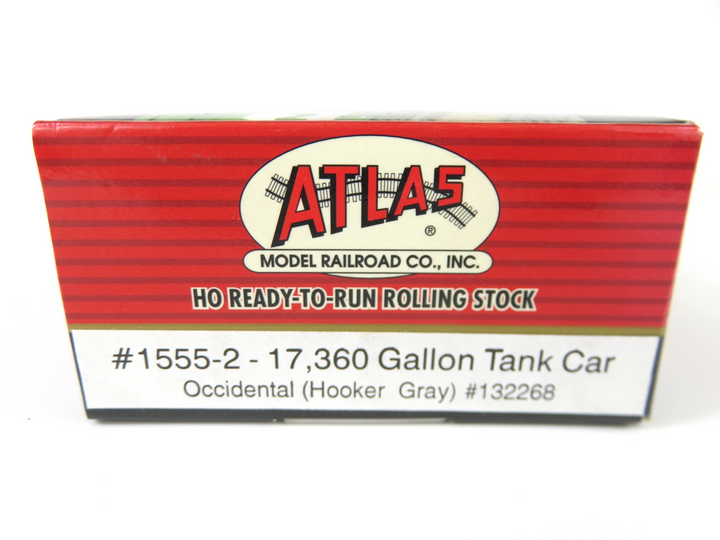 ATLAS®
MODEL RAILROAD CO., INC.
HO READY-TO-RUN ROLLING STOCK
#1555-2 - 17,360 Gallon Tank Car
Occidental (Hooker Gray) #132268